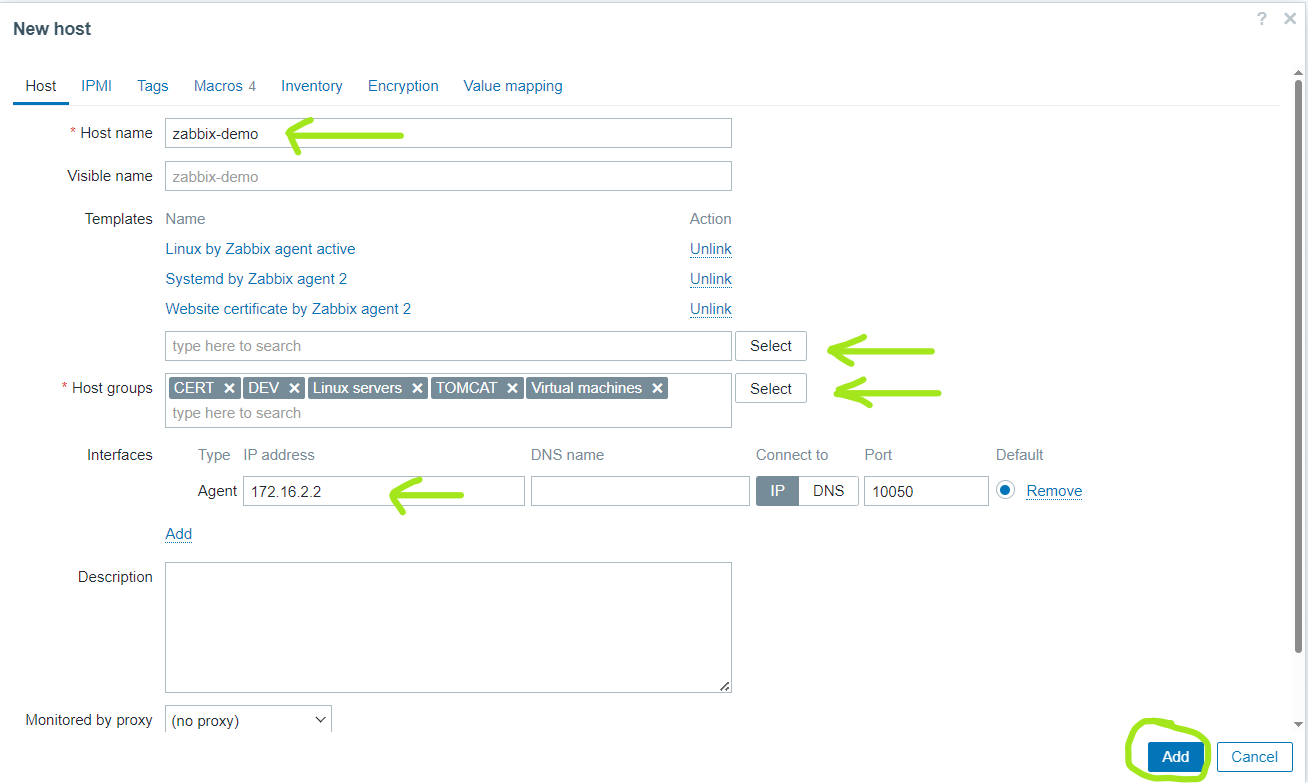 New host ? ×
Host IPMI Tags Macros 4 Inventory Encryption Value mapping
* Host name zabbix-demo
Visible name zabbix-demo
Templates Name Action
Linux by Zabbix agent active Unlink
Systemd by Zabbix agent 2 Unlink
Website certificate by Zabbix agent 2 Unlink
type here to search Select
* Host groups CERT × DEV × Linux servers × TOMCAT × Virtual machines × Select
type here to search
Interfaces Type IP address DNS name Connect to Port Default
Agent 172.16.2.2 IP DNS 10050 Remove
Add
Description
Monitored by proxy (no proxy)
Add Cancel